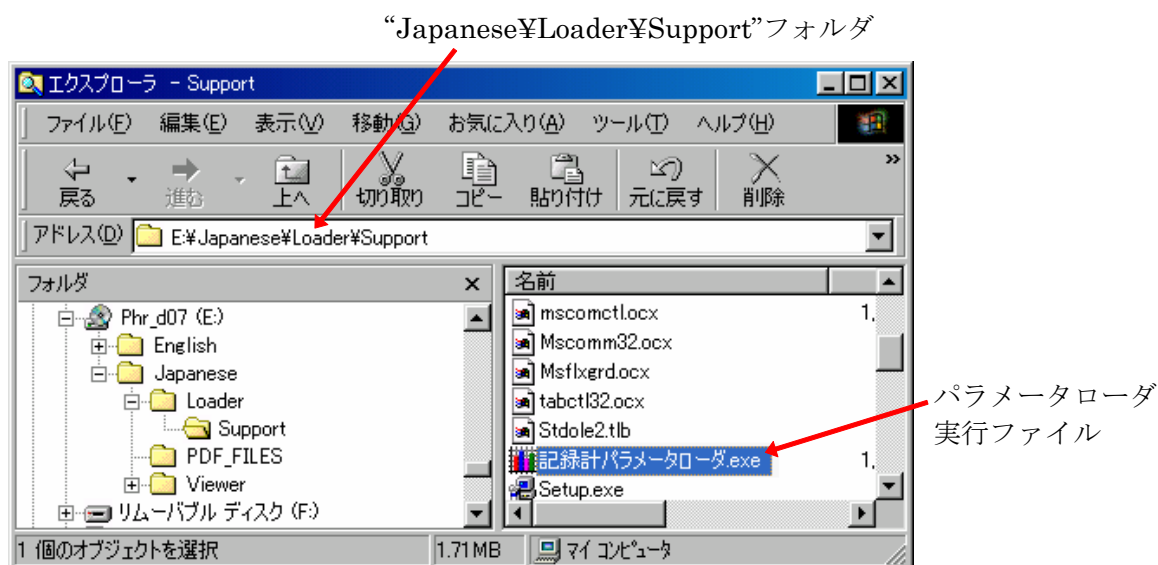 “Japanese¥Loader¥Support”フォルダ
エクスプローラ － Support
ファイル(F) 編集(E) 表示(V) 移動(G) お気に入り(A) ツール(T) ヘルプ(H)
戻る 進む 上へ 切り取り コピー 貼り付け 元に戻す 削除 »
アドレス(D) E:¥Japanese¥Loader¥Support
フォルダ
Phr_d07 (E:)
English
Japanese
Loader
Support
PDF_FILES
Viewer
リムーバブル ディスク (F:)
名前
mscomctl.ocx 1,
Mscomm32.ocx
Msflxgrd.ocx
tabctl32.ocx
Stdole2.tlb
記録計パラメータローダ.exe 1,
Setup.exe
パラメータローダ
実行ファイル
1 個のオブジェクトを選択 1.71 MB マイ コンピュータ